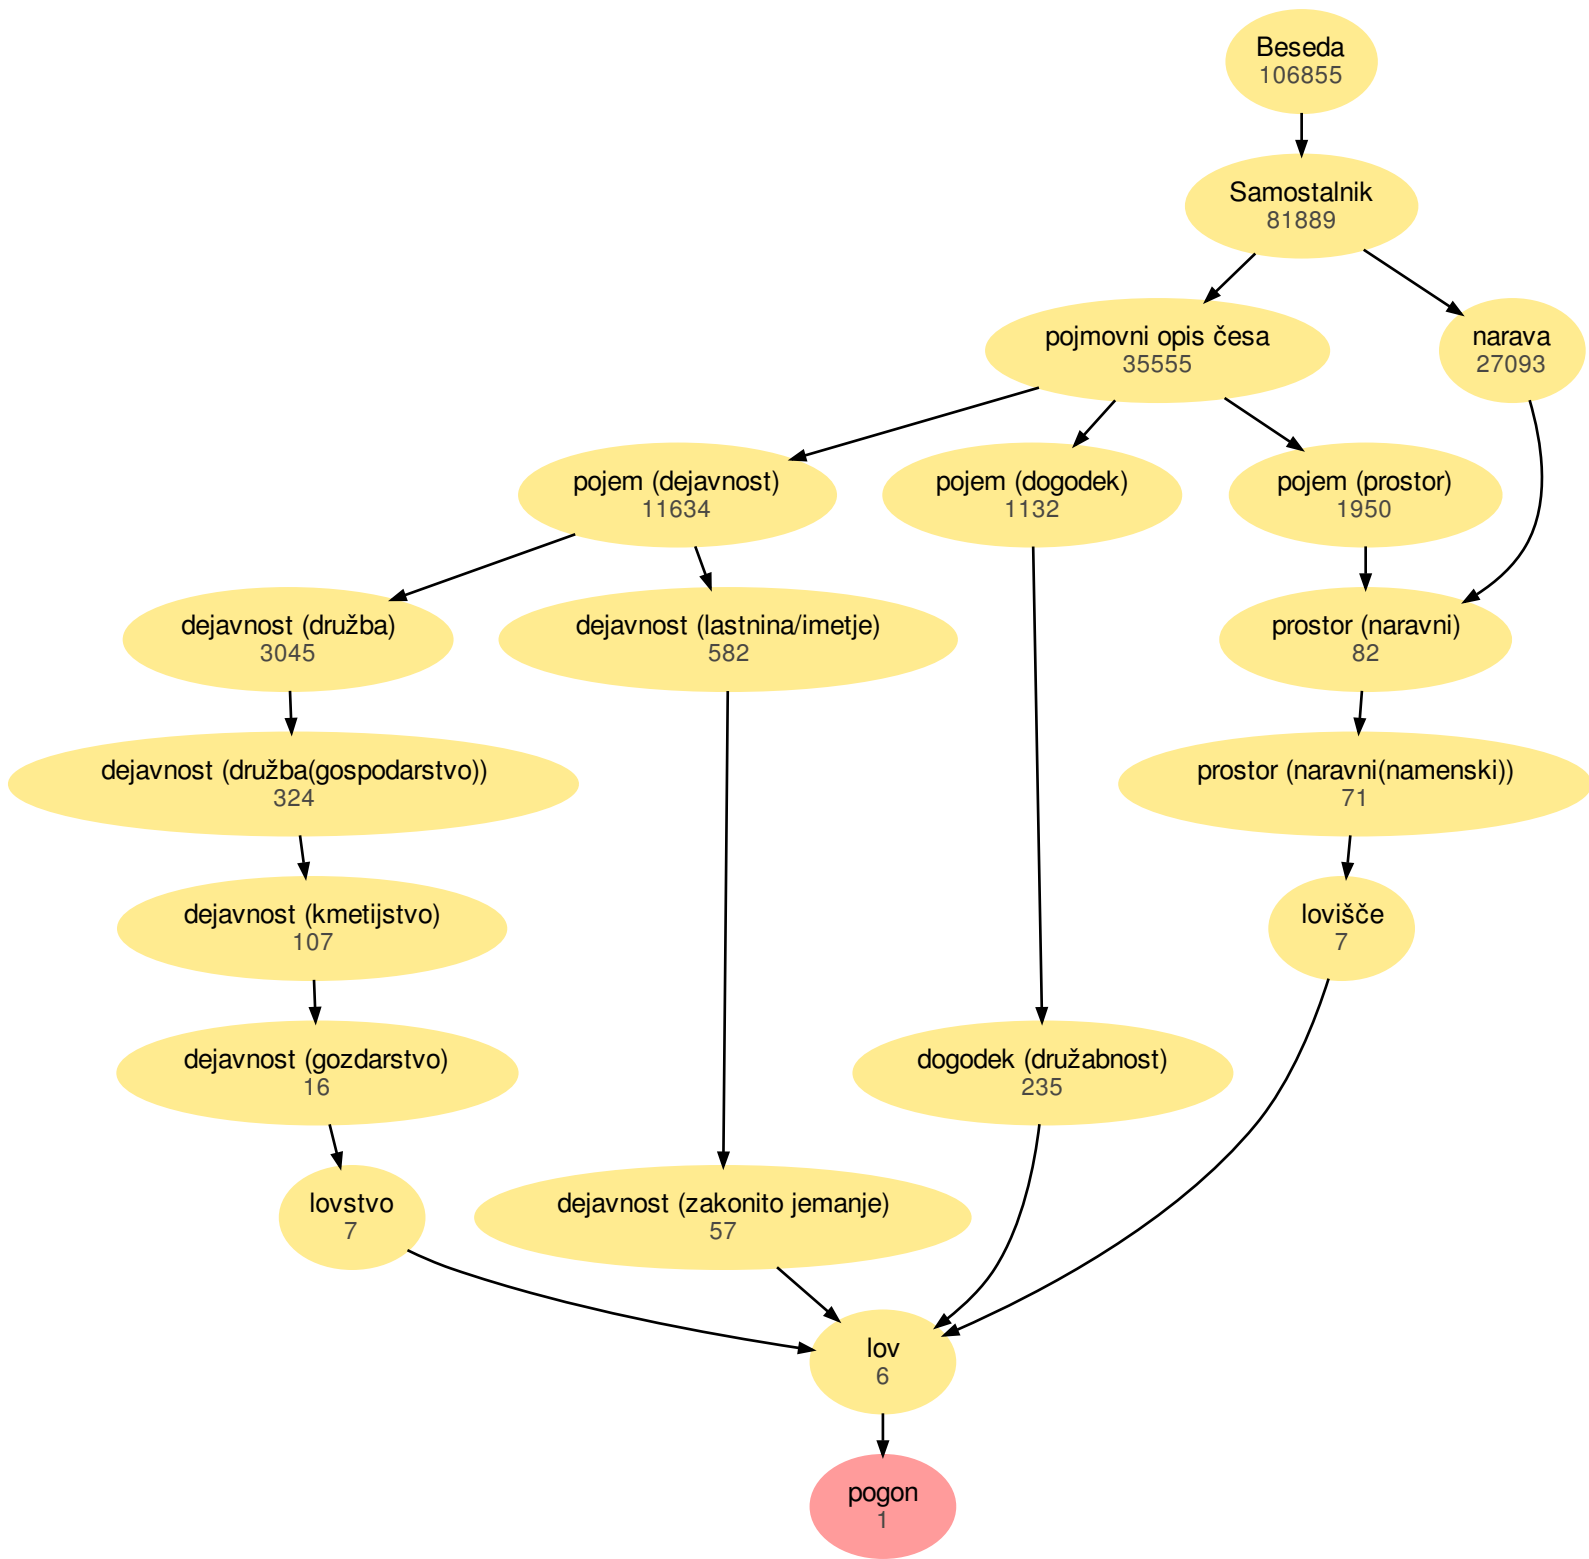 Beseda
106855
Samostalnik
81889
pojmovni opis česa
35555
narava
27093
pojem (dejavnost)
11634
pojem (dogodek)
1132
pojem (prostor)
1950
dejavnost (družba)
3045
dejavnost (lastnina/imetje)
582
prostor (naravni)
82
dejavnost (družba(gospodarstvo))
324
prostor (naravni(namenski))
71
dejavnost (kmetijstvo)
107
lovišče
7
dejavnost (gozdarstvo)
16
dogodek (družabnost)
235
lovstvo
7
dejavnost (zakonito jemanje)
57
lov
6
pogon
1